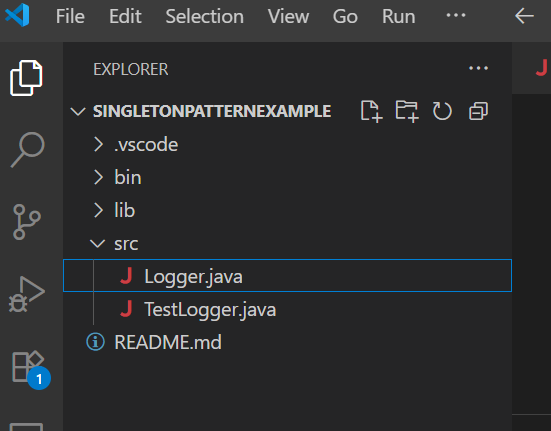 File Edit Selection View Go Run ...
EXPLORER ...
SINGLETONPATTERNEXAMPLE
.vscode
bin
lib
src
J Logger.java
J TestLogger.java
README.md
1